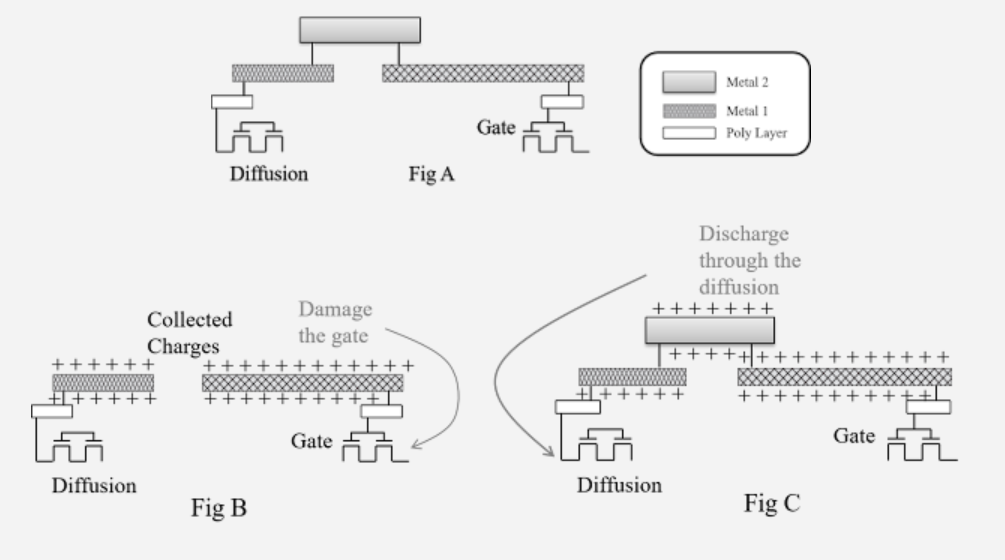 Metal 2
Metal 1
Poly Layer
Gate
Diffusion
Fig A
Discharge
through the
diffusion
Collected
Charges
Damage
the gate
+ + + + + + +
+ + + + + +
+ + + + + + + + + + + + +
+ + + + +
+ + + + + + + + + + + +
+ + + + + +
+ + + + + + + + + + +
+ + + + + +
+ + + + + + + + + + +
Gate
Diffusion
Fig B
Gate
Diffusion
Fig C